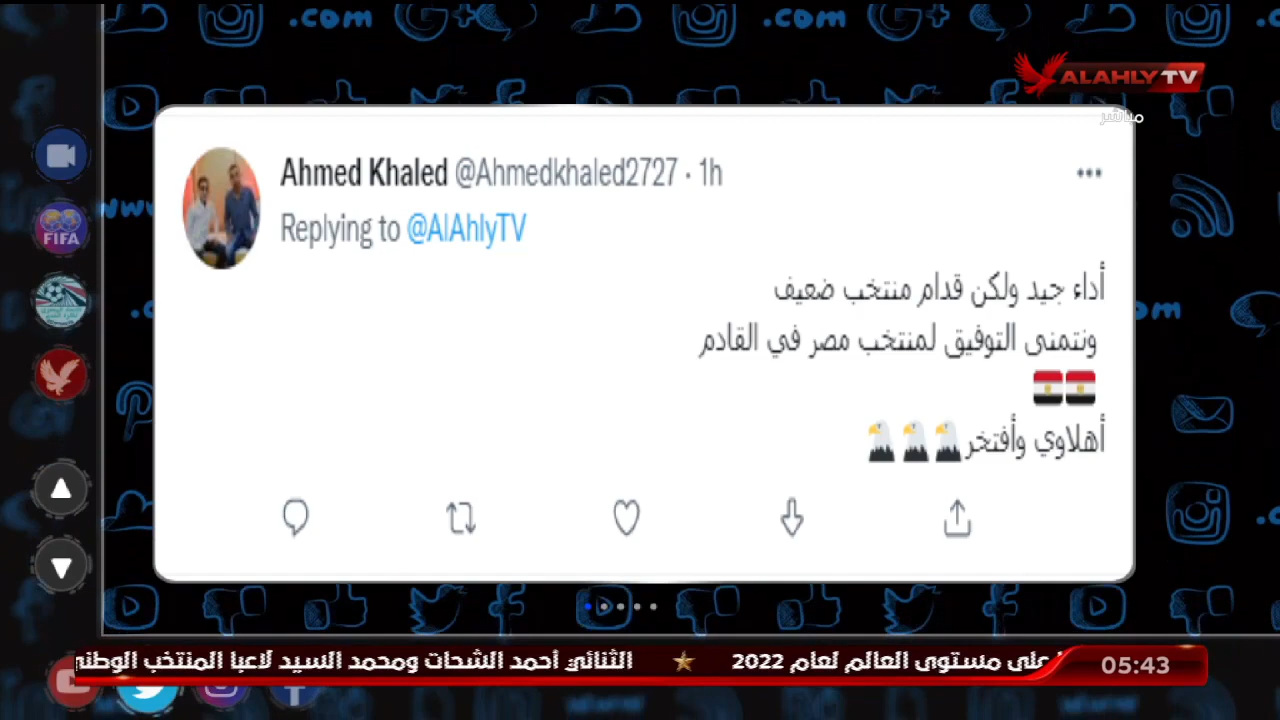 ALAHLY TV
مباشر
Ahmed Khaled @Ahmedkhaled2727 · 1h
Replying to @AlAhlyTV
أداء جيد ولكن قدام منتخب ضعيف
ونتمنى التوفيق لمنتخب مصر في القادم
🇪🇬🇪🇬
أهلاوي وأفتخر🦅🦅🦅
FIFA
على مستوى العالم لعام 2022 ★ الثنائي أحمد الشحات ومحمد السيد لاعبا المنتخب الوطني
05:43